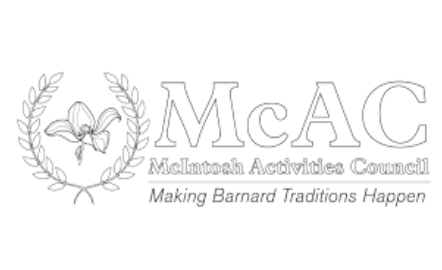 McAC
McIntosh Activities Council
Making Barnard Traditions Happen